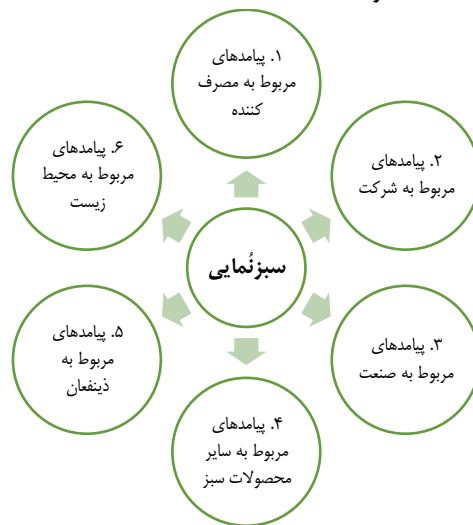 ۱. پیامدهای
مربوط به مصرف
کننده
۲. پیامدهای
مربوط به شرکت
۳. پیامدهای
مربوط به صنعت
۴. پیامدهای
مربوط به سایر
محصولات سبز
۵. پیامدهای
مربوط به
ذینفعان
۶. پیامدهای
مربوط به محیط
زیست
سبزنُمایی